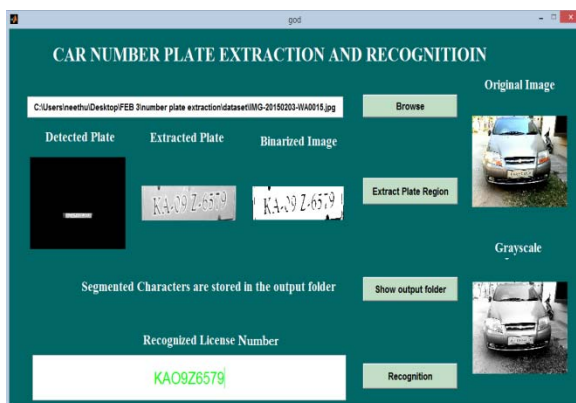 god
CAR NUMBER PLATE EXTRACTION AND RECOGNITIOIN
Original Image
C:\Users\neethu\Desktop\FEB 3\number plate extraction\dataset\IMG-20150203-WA0015.jpg
Browse
Detected Plate
Extracted Plate
Binarized Image
KA-09 Z-6579
KA-09 Z-6579
Extract Plate Region
Grayscale
Segmented Characters are stored in the output folder
Show output folder
Recognized License Number
KAO9Z6579
Recognition